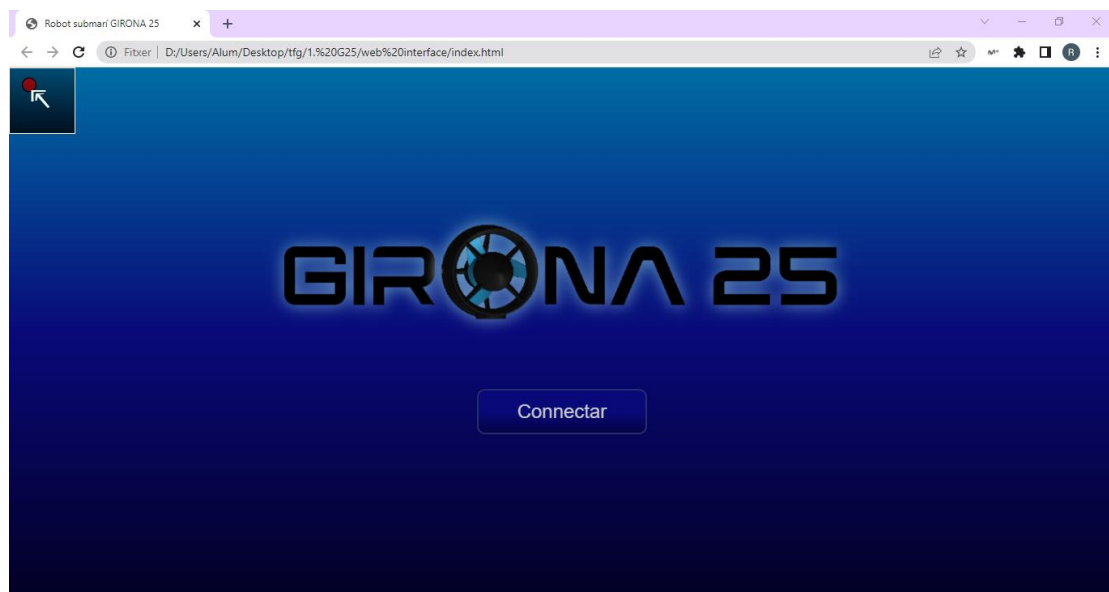 Robot submarí GIRONA 25
Fitxer | D:/Users/Alum/Desktop/tfg/1.%20G25/web%20interface/index.html
R
GIRONA 25
Connectar